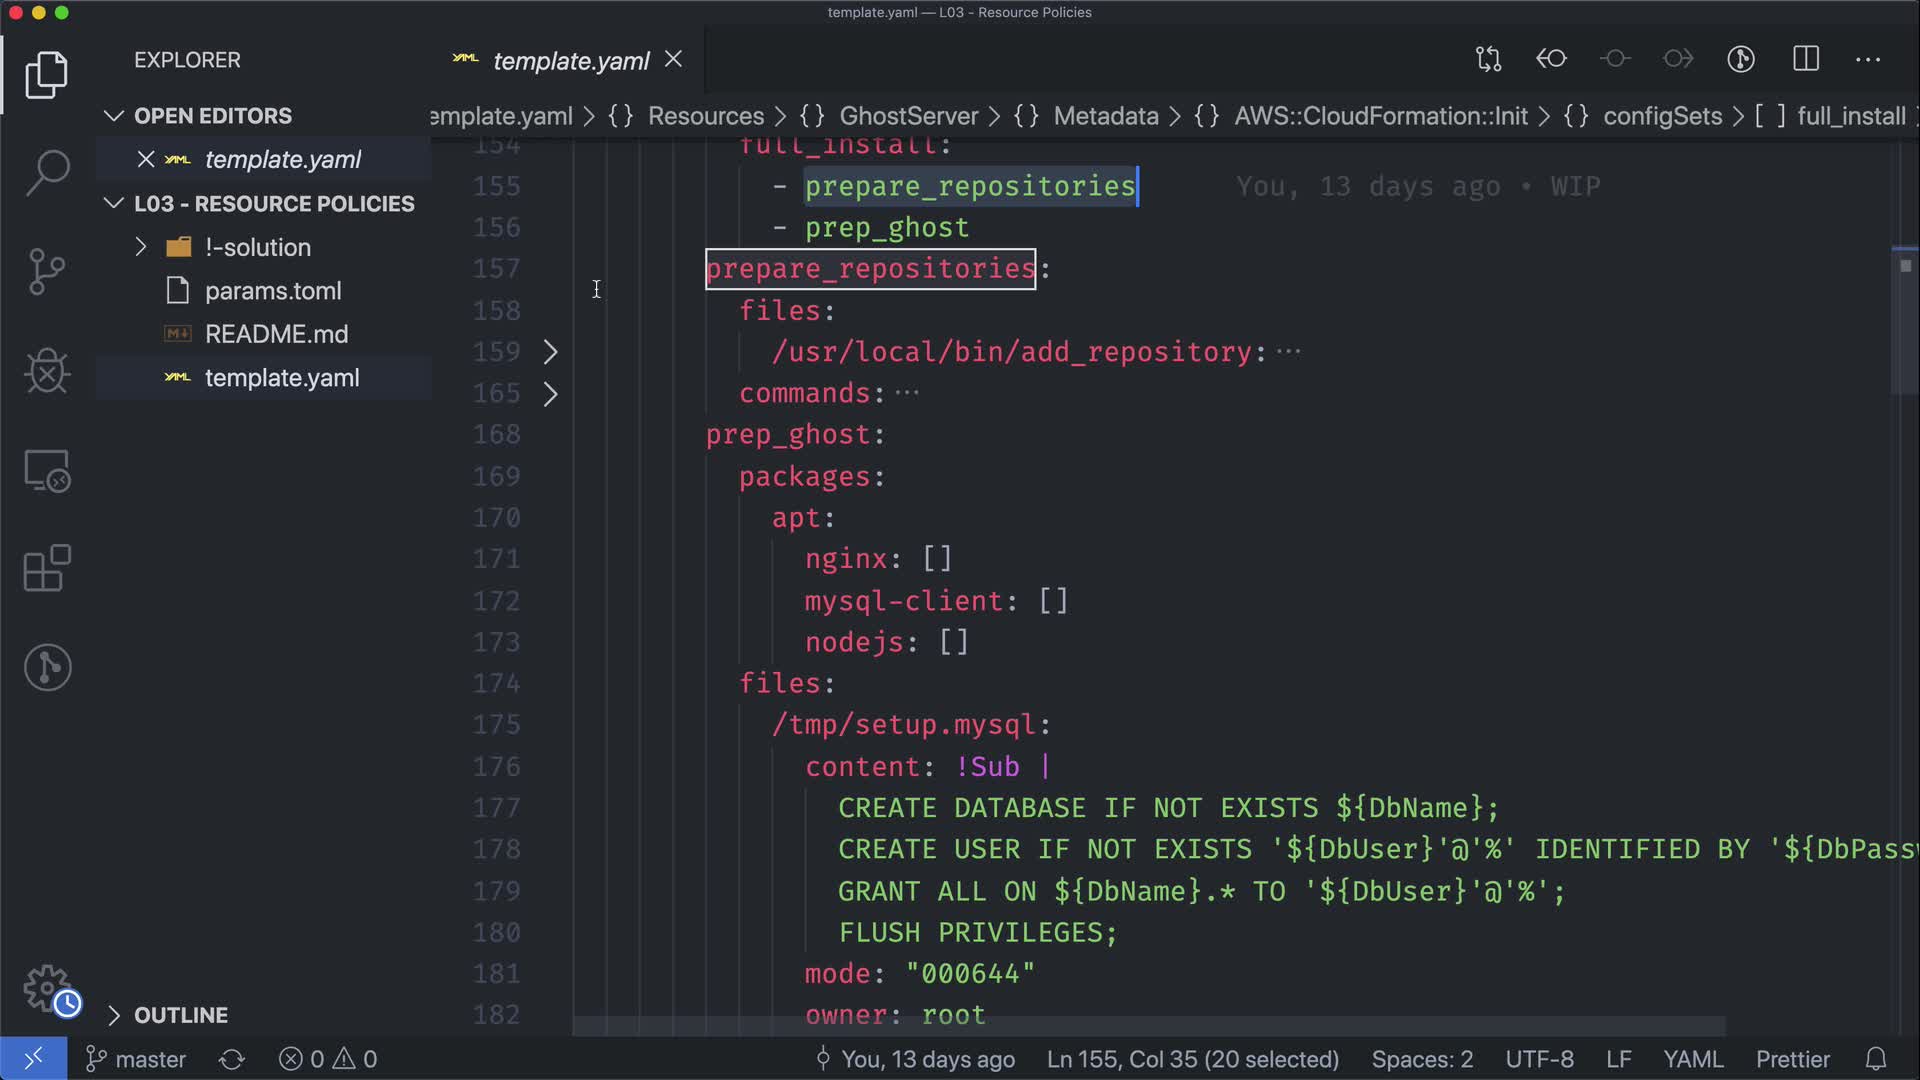 template.yaml — L03 - Resource Policies
EXPLORER
OPEN EDITORS
YAML template.yaml
L03 - RESOURCE POLICIES
!-solution
params.toml
README.md
YAML template.yaml
OUTLINE
YAML template.yaml
emplate.yaml > {} Resources > {} GhostServer > {} Metadata > {} AWS::CloudFormation::Init > {} configSets > [ ] full_install
154 full_install:
155 - prepare_repositories You, 13 days ago • WIP
156 - prep_ghost
157 prepare_repositories:
158 files:
159 /usr/local/bin/add_repository: ...
165 commands: ...
168 prep_ghost:
169 packages:
170 apt:
171 nginx: []
172 mysql-client: []
173 nodejs: []
174 files:
175 /tmp/setup.mysql:
176 content: !Sub |
177 CREATE DATABASE IF NOT EXISTS ${DbName};
178 CREATE USER IF NOT EXISTS '${DbUser}'@'%' IDENTIFIED BY '${DbPass
179 GRANT ALL ON ${DbName}.* TO '${DbUser}'@'%';
180 FLUSH PRIVILEGES;
181 mode: "000644"
182 owner: root
master 0 0 You, 13 days ago Ln 155, Col 35 (20 selected) Spaces: 2 UTF-8 LF YAML Prettier